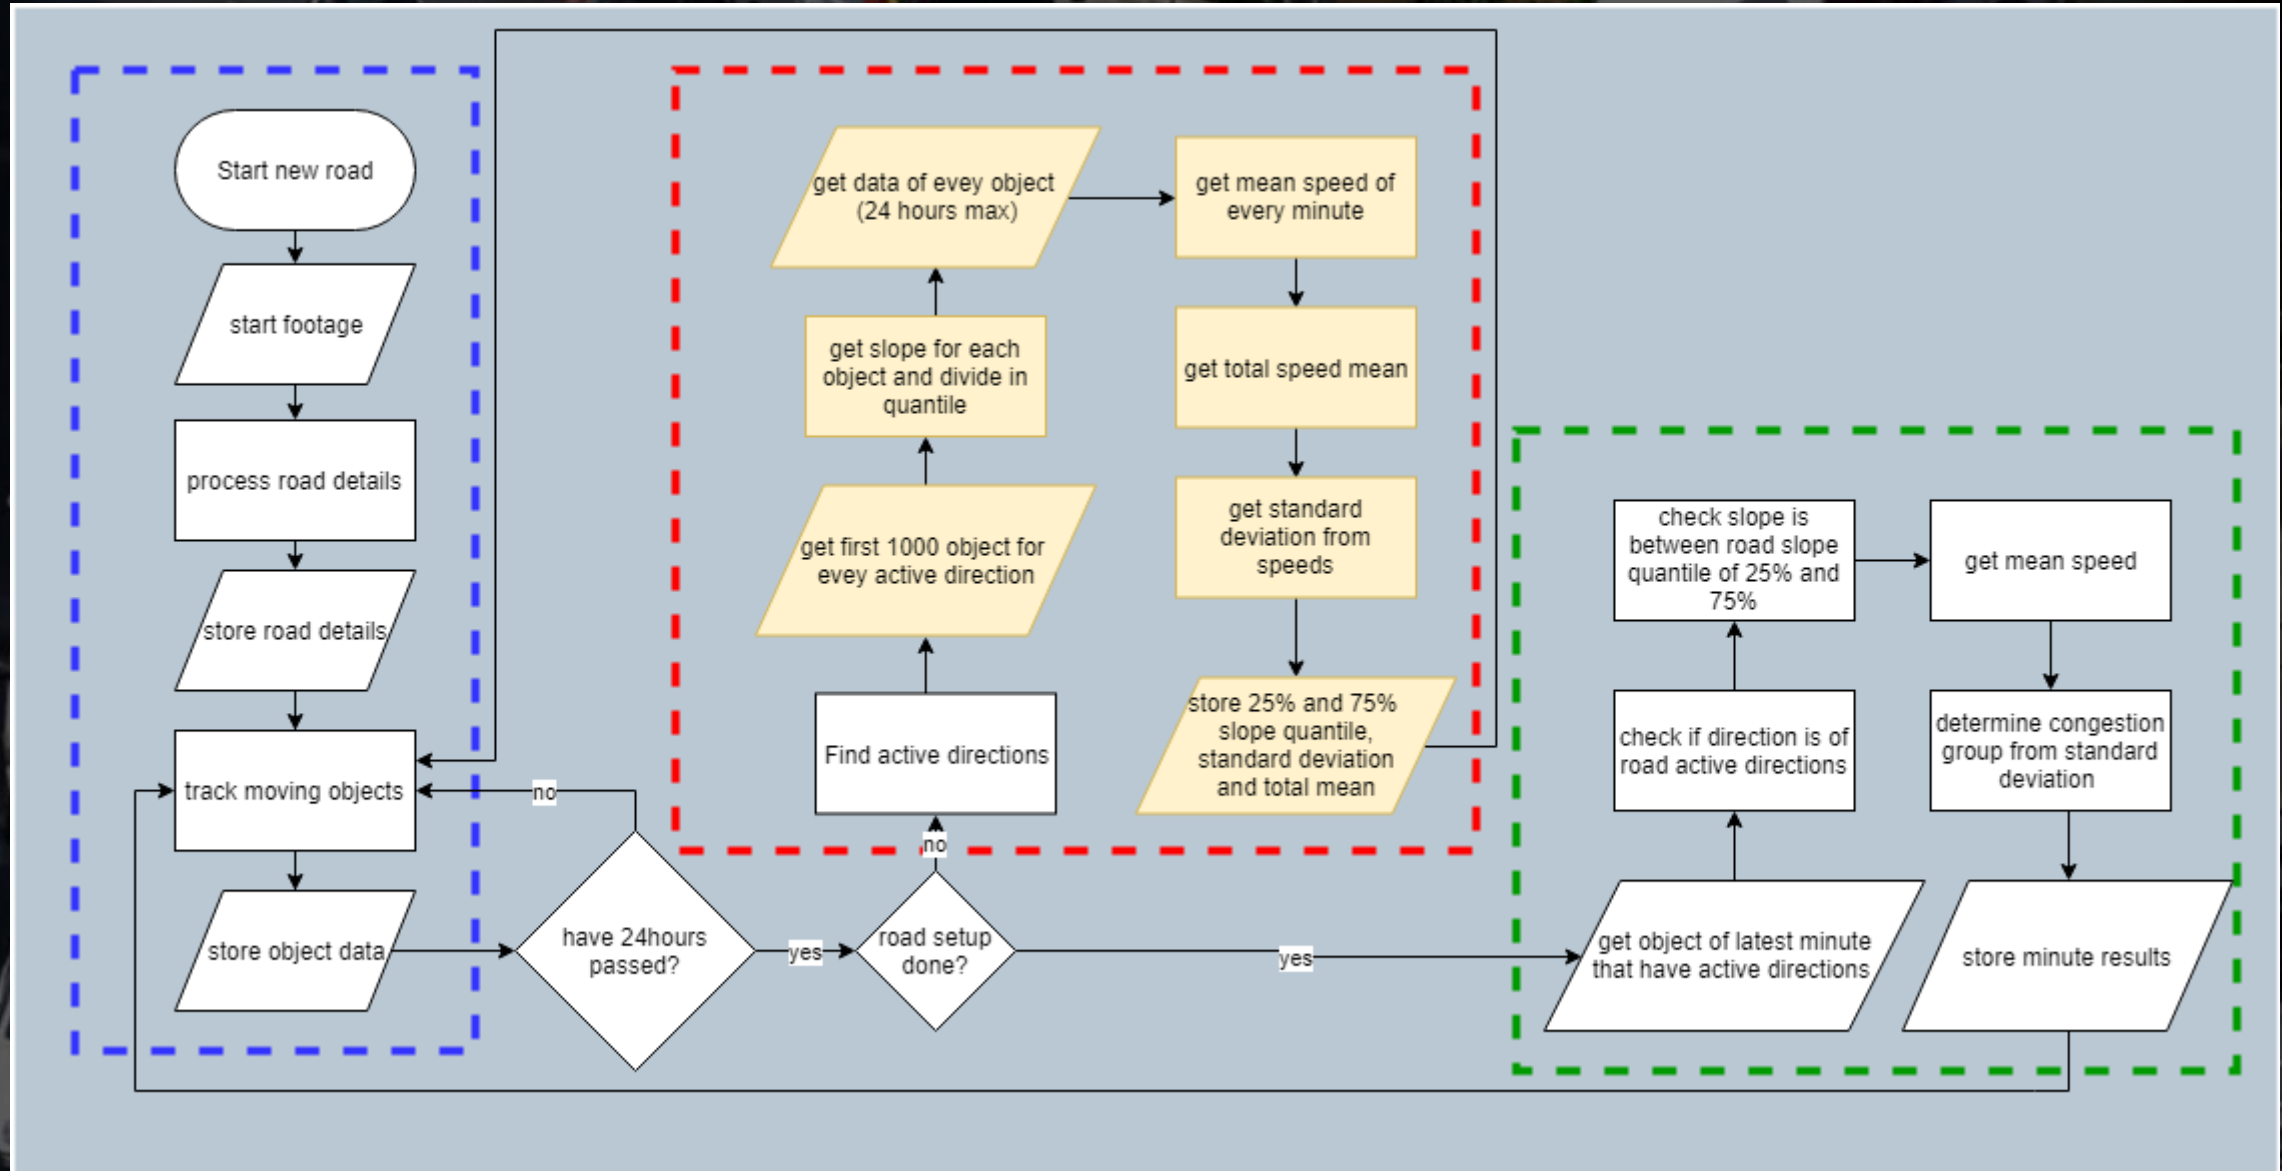 Start new road
start footage
process road details
store road details
track moving objects
store object data
no
have 24hours
passed?
yes
road setup
done?
no
Find active directions
get first 1000 object for
evey active direction
get slope for each
object and divide in
quantile
get data of evey object
(24 hours max)
get mean speed of
every minute
get total speed mean
get standard
deviation from
speeds
store 25% and 75%
slope quantile,
standard deviation
and total mean
yes
get object of latest minute
that have active directions
check if direction is of
road active directions
check slope is
between road slope
quantile of 25% and
75%
get mean speed
determine congestion
group from standard
deviation
store minute results